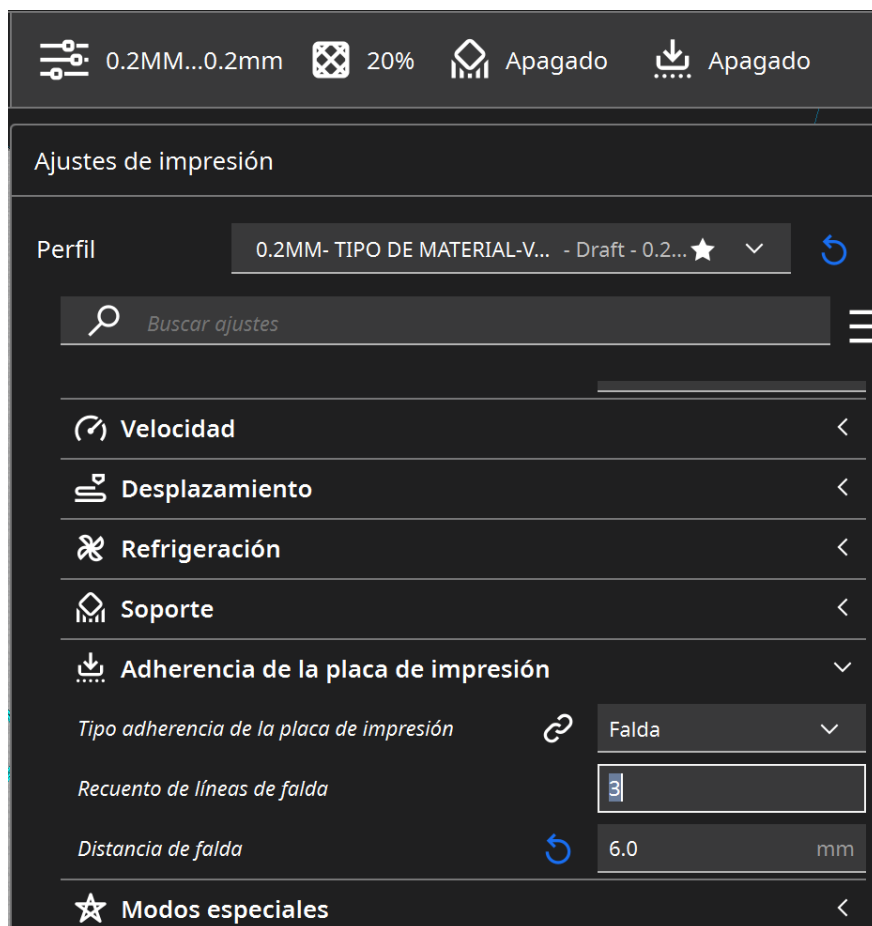 0.2MM...0.2mm 20% Apagado Apagado
Ajustes de impresión
Perfil 0.2MM- TIPO DE MATERIAL-V... - Draft - 0.2...
Buscar ajustes
Velocidad
Desplazamiento
Refrigeración
Soporte
Adherencia de la placa de impresión
Tipo adherencia de la placa de impresión Falda
Recuento de líneas de falda 3
Distancia de falda 6.0 mm
Modos especiales